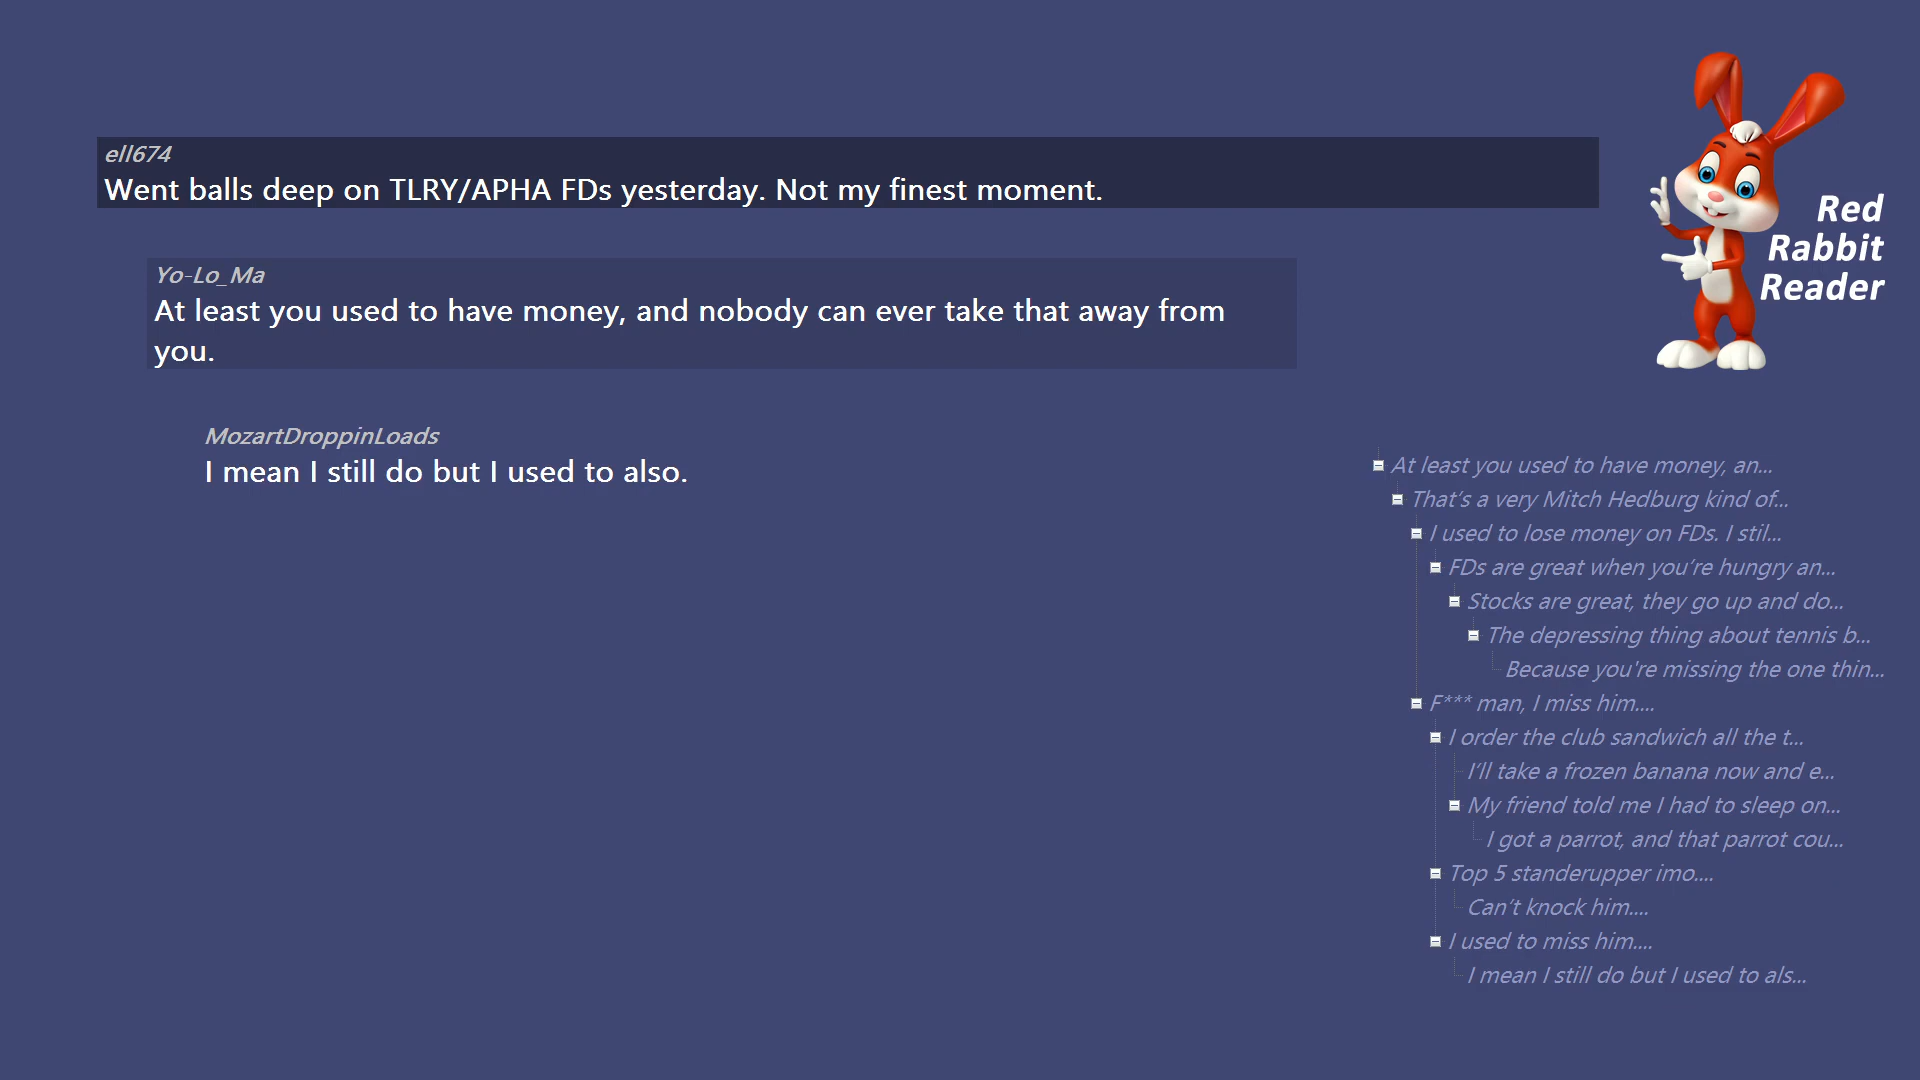 ell674
Went balls deep on TLRY/APHA FDs yesterday. Not my finest moment.
Yo-Lo_Ma
At least you used to have money, and nobody can ever take that away from
you.
MozartDroppinLoads
I mean I still do but I used to also.
Red
Rabbit
Reader
At least you used to have money, an...
That's a very Mitch Hedburg kind of...
I used to lose money on FDs. I stil...
FDs are great when you’re hungry an...
Stocks are great, they go up and do...
The depressing thing about tennis b...
Because you're missing the one thin...
F*** man, I miss him....
I order the club sandwich all the t...
I’ll take a frozen banana now and e...
My friend told me I had to sleep on...
I got a parrot, and that parrot cou...
Top 5 standerupper imo....
Can’t knock him....
I used to miss him....
I mean I still do but I used to als...